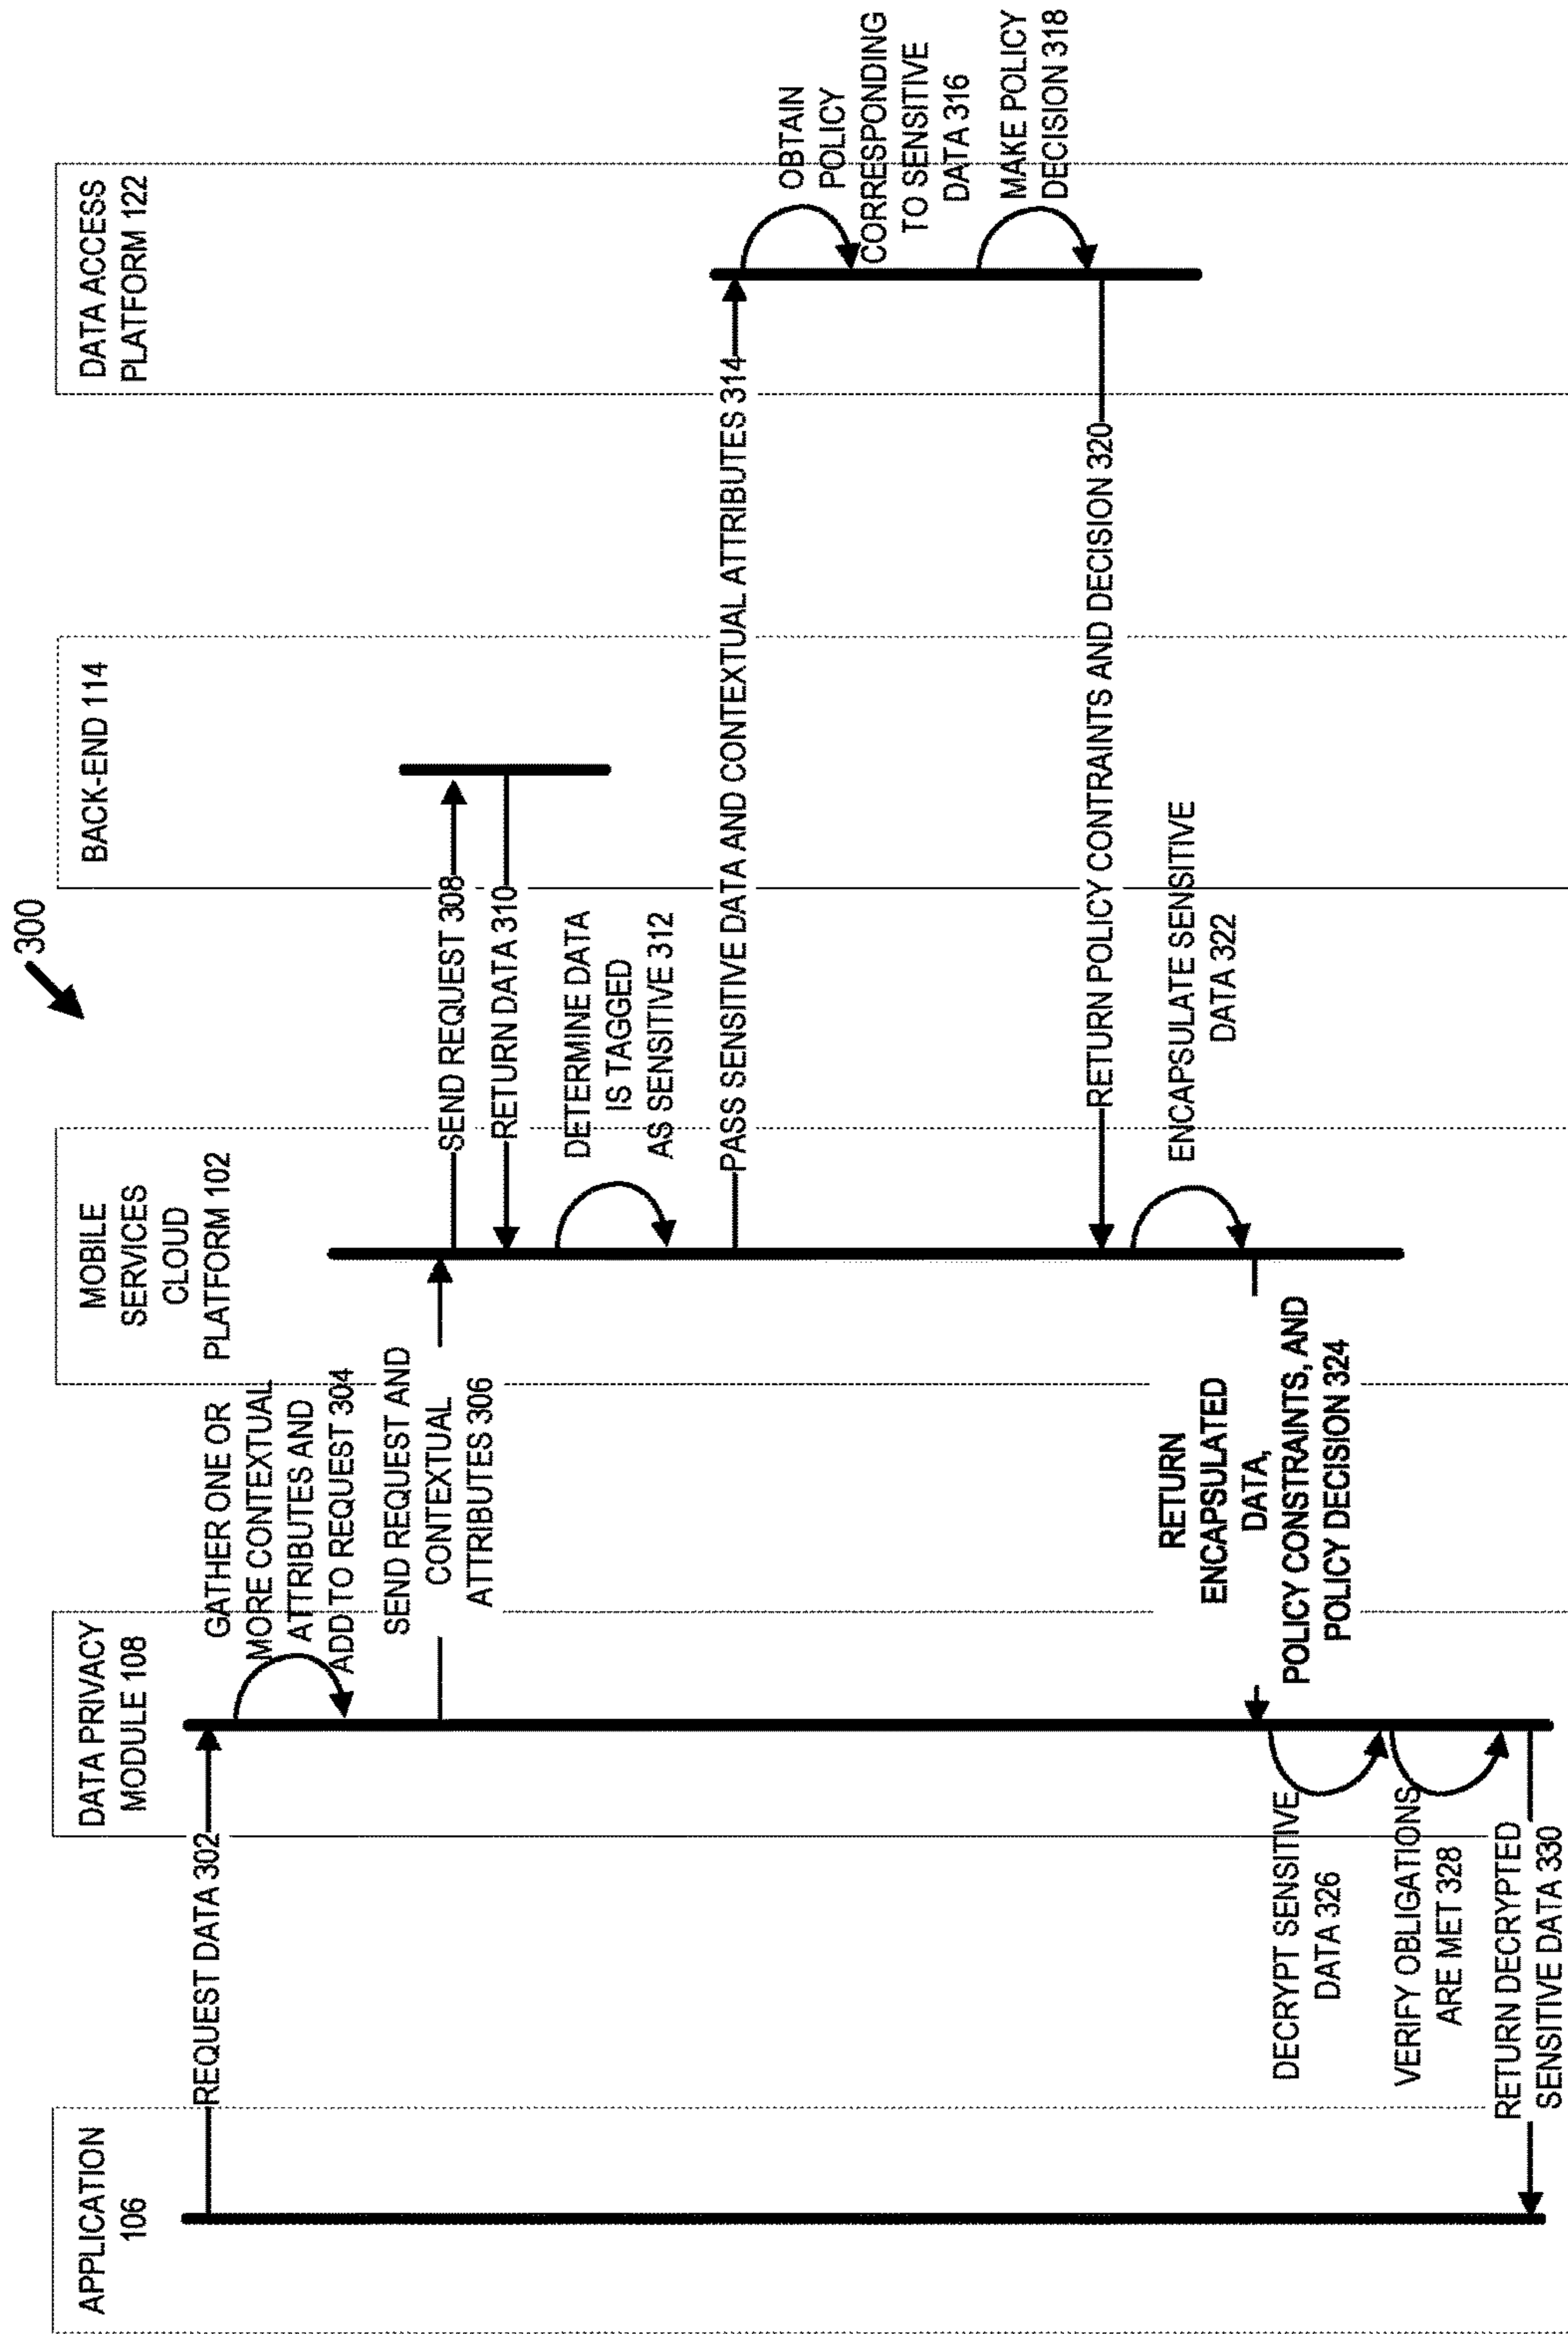 300
APPLICATION
106
DATA PRIVACY
MODULE 108
MOBILE
SERVICES
CLOUD
PLATFORM 102
BACK-END 114
DATA ACCESS
PLATFORM 122
REQUEST DATA 302
GATHER ONE OR
MORE CONTEXTUAL
ATTRIBUTES AND
ADD TO REQUEST 304
SEND REQUEST AND
CONTEXTUAL
ATTRIBUTES 306
SEND REQUEST 308
RETURN DATA 310
DETERMINE DATA
IS TAGGED
AS SENSITIVE 312
PASS SENSITIVE DATA AND CONTEXTUAL ATTRIBUTES 314
OBTAIN
POLICY
CORRESPONDING
TO SENSITIVE
DATA 316
MAKE POLICY
DECISION 318
RETURN POLICY CONTRAINTS AND DECISION 320
ENCAPSULATE SENSITIVE
DATA 322
RETURN
ENCAPSULATED
DATA,
POLICY CONSTRAINTS, AND
POLICY DECISION 324
DECRYPT SENSITIVE
DATA 326
VERIFY OBLIGATIONS
ARE MET 328
RETURN DECRYPTED
SENSITIVE DATA 330